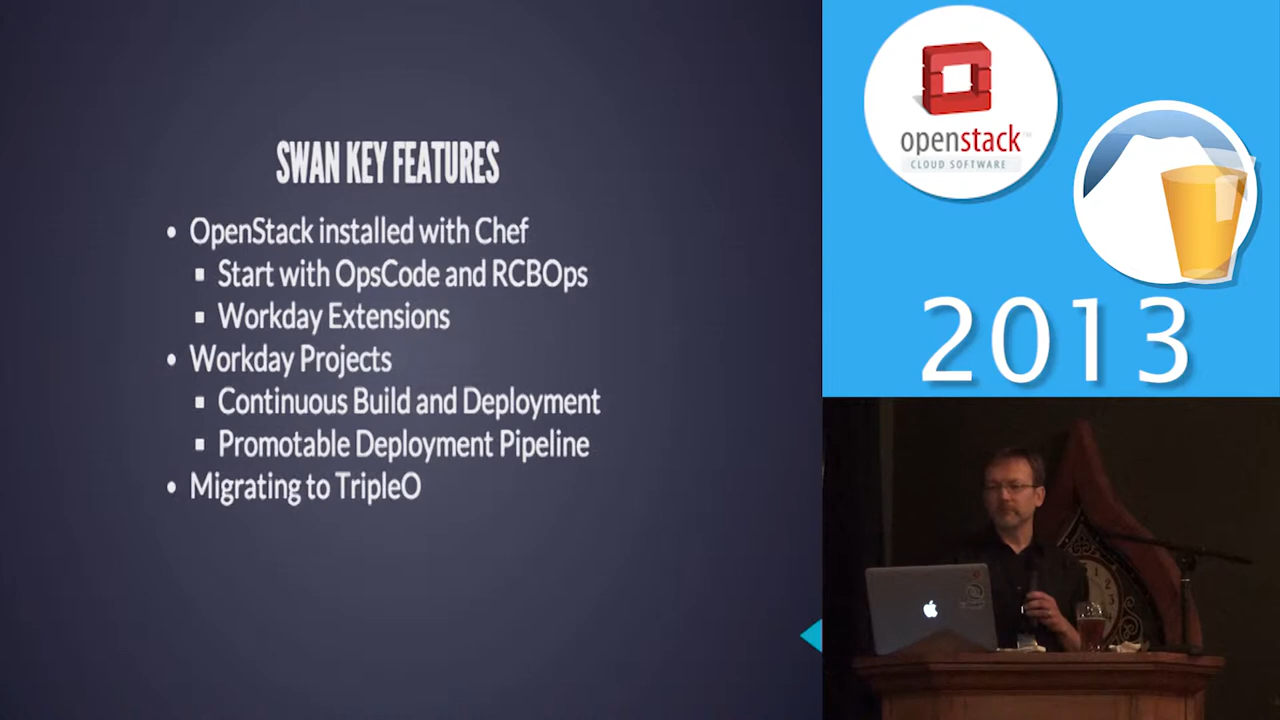 SWAN KEY FEATURES
• OpenStack installed with Chef
▪ Start with OpsCode and RCBOps
▪ Workday Extensions
• Workday Projects
▪ Continuous Build and Deployment
▪ Promotable Deployment Pipeline
• Migrating to TripleO
openstack™
CLOUD SOFTWARE
2013